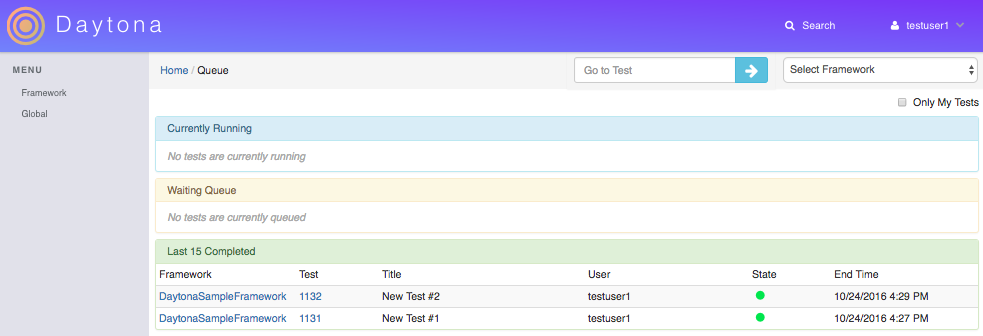 Daytona
Search
testuser1
MENU
Framework
Global
Home / Queue
Go to Test
Select Framework
Only My Tests
Currently Running
No tests are currently running
Waiting Queue
No tests are currently queued
Last 15 Completed
Framework Test Title User State End Time
DaytonaSampleFramework 1132 New Test #2 testuser1 10/24/2016 4:29 PM
DaytonaSampleFramework 1131 New Test #1 testuser1 10/24/2016 4:27 PM